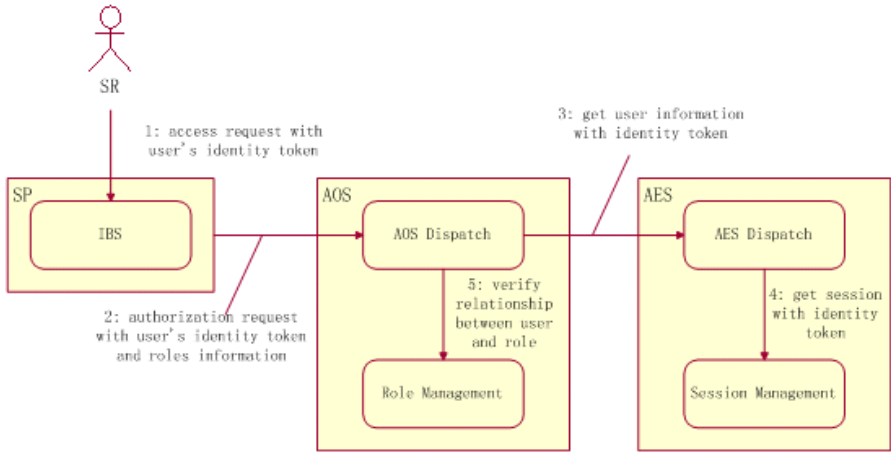 SR
1: access request with
user's identity token
3: get user information
with identity token
SP
IBS
AOS
AOS Dispatch
AES
AES Dispatch
2: authorization request
with user's identity token
and roles information
5: verify
relationship
between user
and role
4: get session
with identity
token
Role Management
Session Management